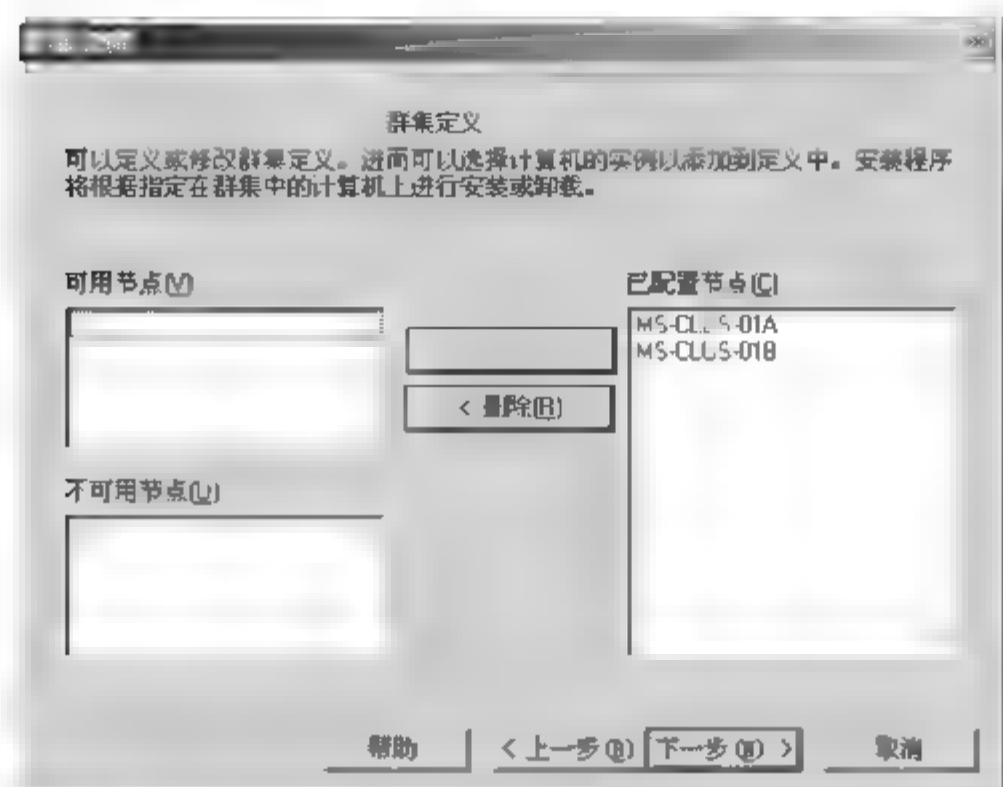 群集定义
可以定义或修改群集定义。进而可以选择计算机的实例以添加到定义中。安装程序
将根据指定在群集中的计算机上进行安装或卸载。
可用节点(V)
已配置节点(C)
MS-CLUS-01A
MS-CLUS-01B
< 删除(R)
不可用节点(U)
帮助
< 上一步(B)
下一步(N) >
取消